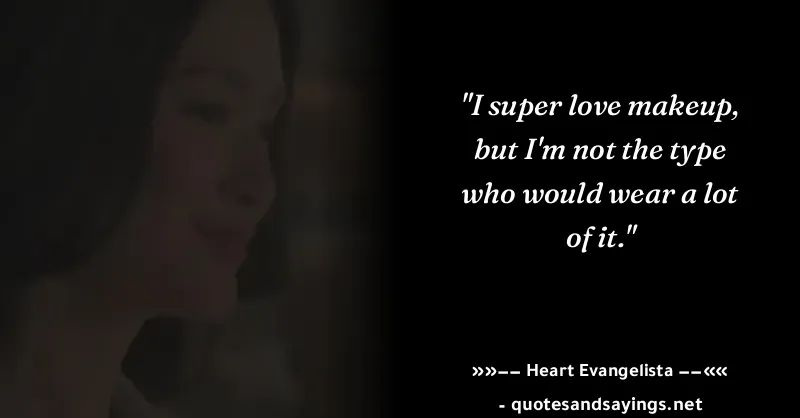 "I super love makeup,
but I'm not the type
who would wear a lot
of it."
»»−− Heart Evangelista −−««
- quotesandsayings.net